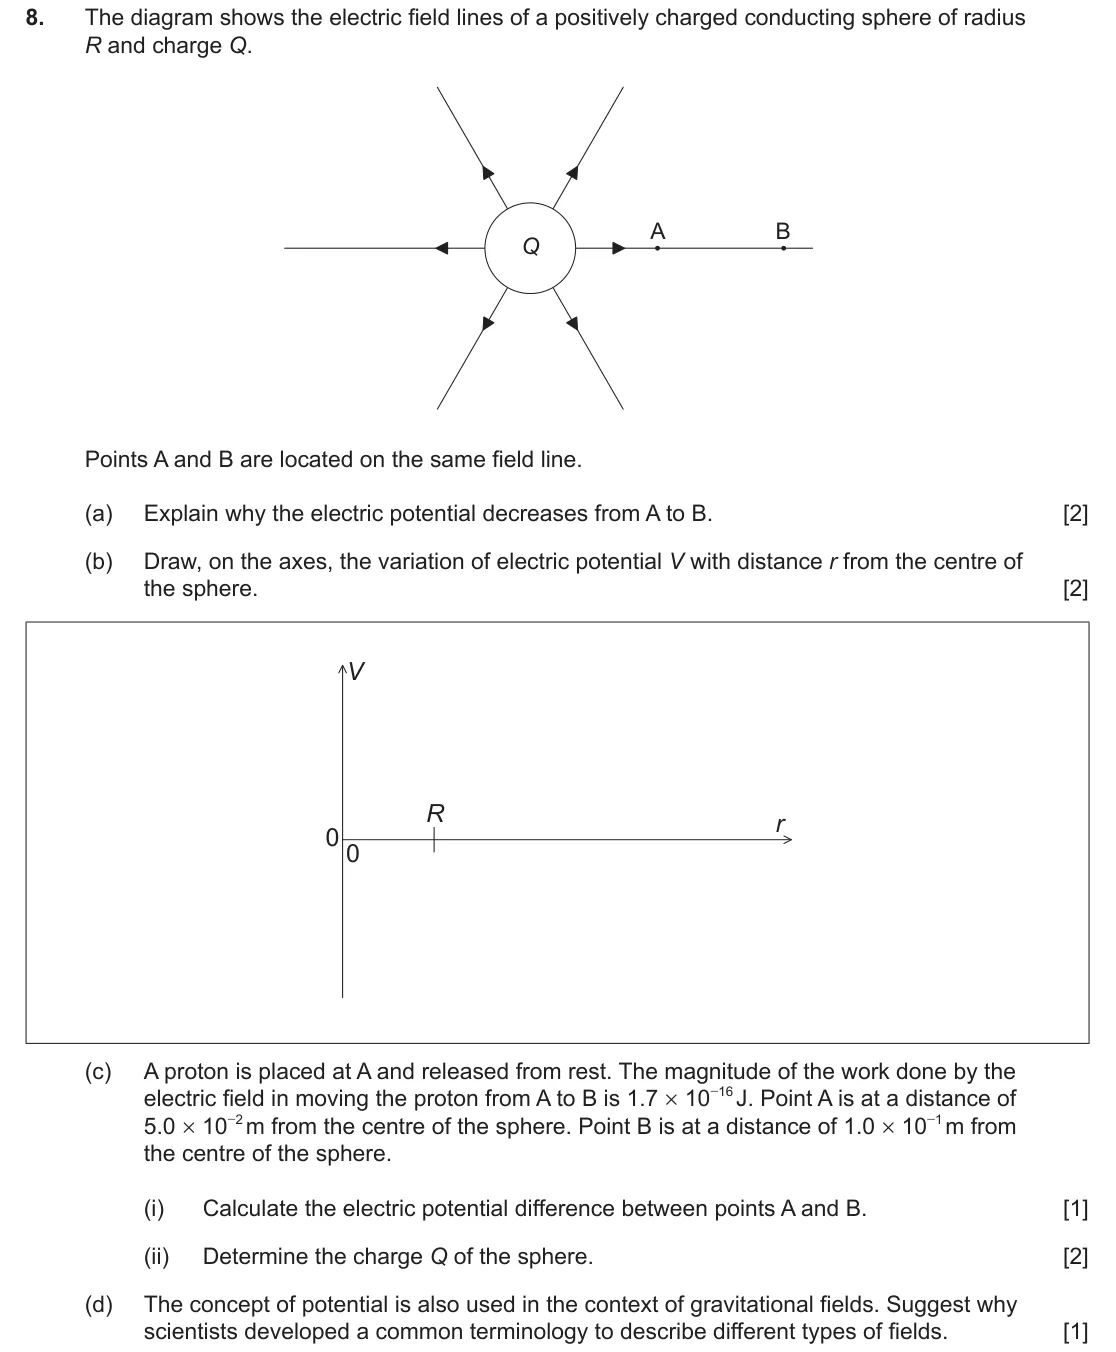 8. The diagram shows the electric field lines of a positively charged conducting sphere of radius
R and charge Q.
Q
A
B
Points A and B are located on the same field line.
(a) Explain why the electric potential decreases from A to B. [2]
(b) Draw, on the axes, the variation of electric potential V with distance r from the centre of
the sphere. [2]
V
R
r
0
0
(c) A proton is placed at A and released from rest. The magnitude of the work done by the
electric field in moving the proton from A to B is 1.7 × 10⁻¹⁶ J. Point A is at a distance of
5.0 × 10⁻² m from the centre of the sphere. Point B is at a distance of 1.0 × 10⁻¹ m from
the centre of the sphere.
(i) Calculate the electric potential difference between points A and B. [1]
(ii) Determine the charge Q of the sphere. [2]
(d) The concept of potential is also used in the context of gravitational fields. Suggest why
scientists developed a common terminology to describe different types of fields. [1]